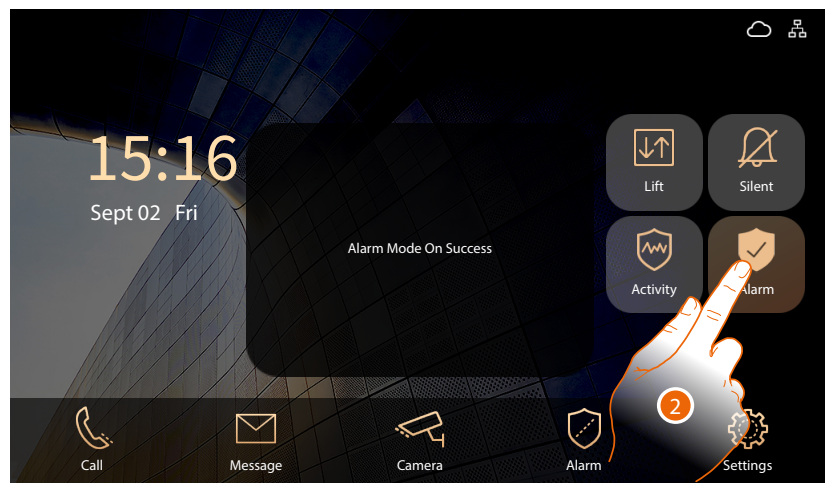 15:16
Sept 02 Fri
Alarm Mode On Success
Lift
Silent
Activity
Alarm
2
Call
Message
Camera
Alarm
Settings